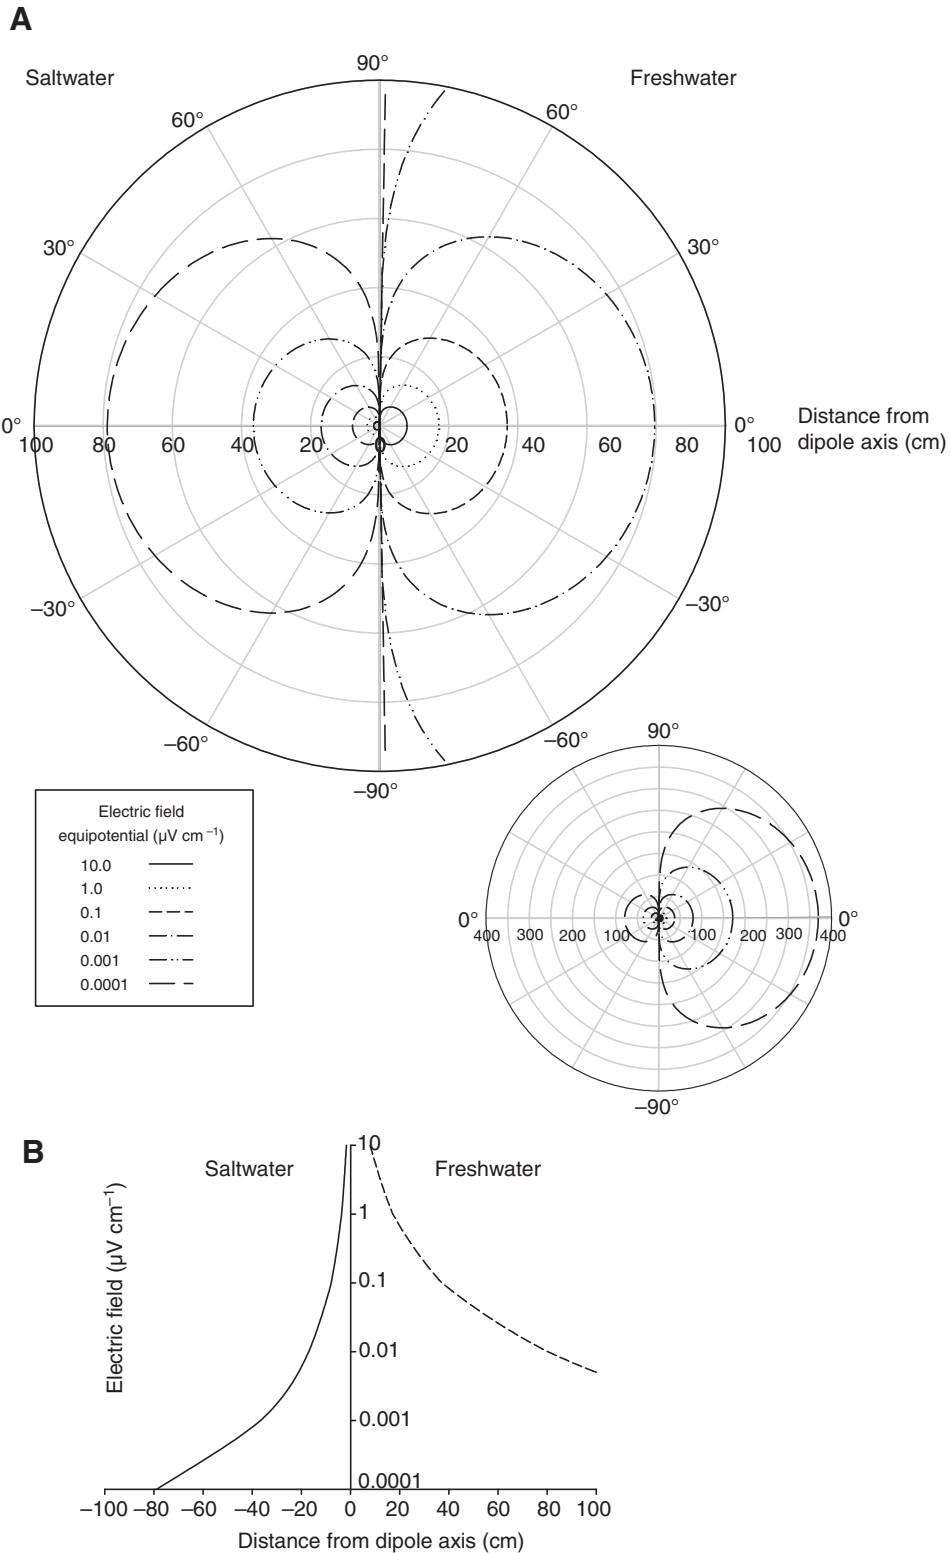 A
Saltwater
90°
Freshwater
60°
60°
30°
30°
0°
0°
Distance from
dipole axis (cm)
100 80 60 40 20 0 20 40 60 80 100
–30°
–30°
–60°
–60°
–90°
Electric field
equipotential (μV cm⁻¹)
10.0
1.0
0.1
0.01
0.001
0.0001
90°
0°
0°
400 300 200 100 100 200 300 400
–90°
B
Saltwater
Freshwater
Electric field (μV cm⁻¹)
10
1
0.1
0.01
0.001
0.0001
–100 –80 –60 –40 –20 0 20 40 60 80 100
Distance from dipole axis (cm)